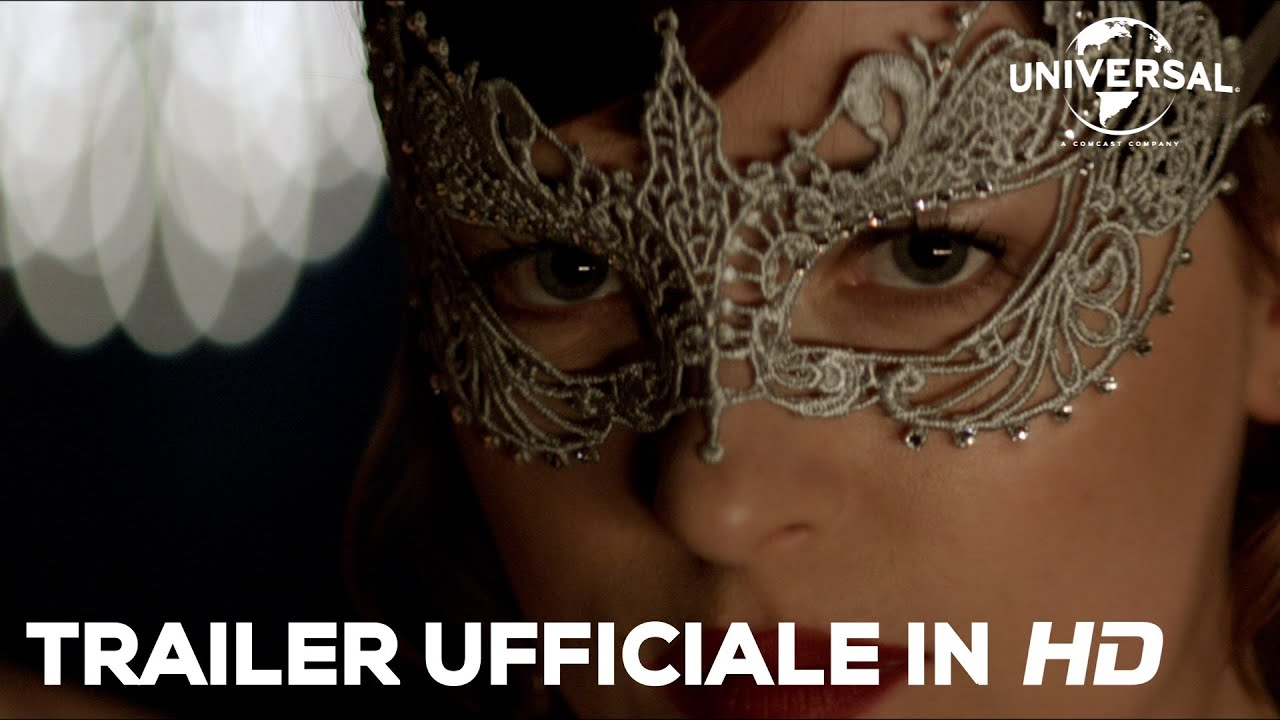 UNIVERSAL
A COMCAST COMPANY
TRAILER UFFICIALE IN HD